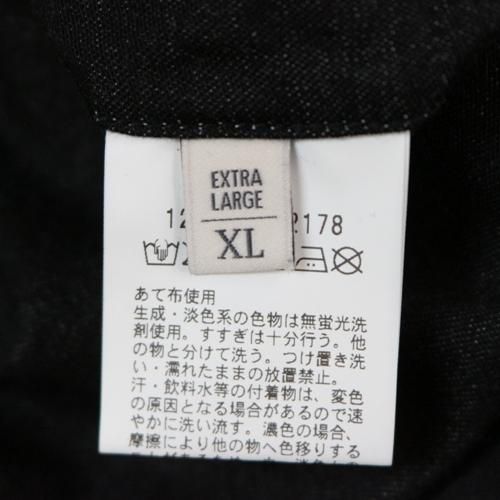 EXTRA
LARGE
XL
12
2178
あて布使用
生成・淡色系の色物は無蛍光洗
剤使用。すすぎは十分行う。他
の物と分けて洗う。つけ置き洗
い・濡れたままの放置禁止。
汗・飲料水等の付着物は、変色
の原因となる場合があるので速
やかに洗い流す。濃色の場合、
摩擦により他の物へ色移りする